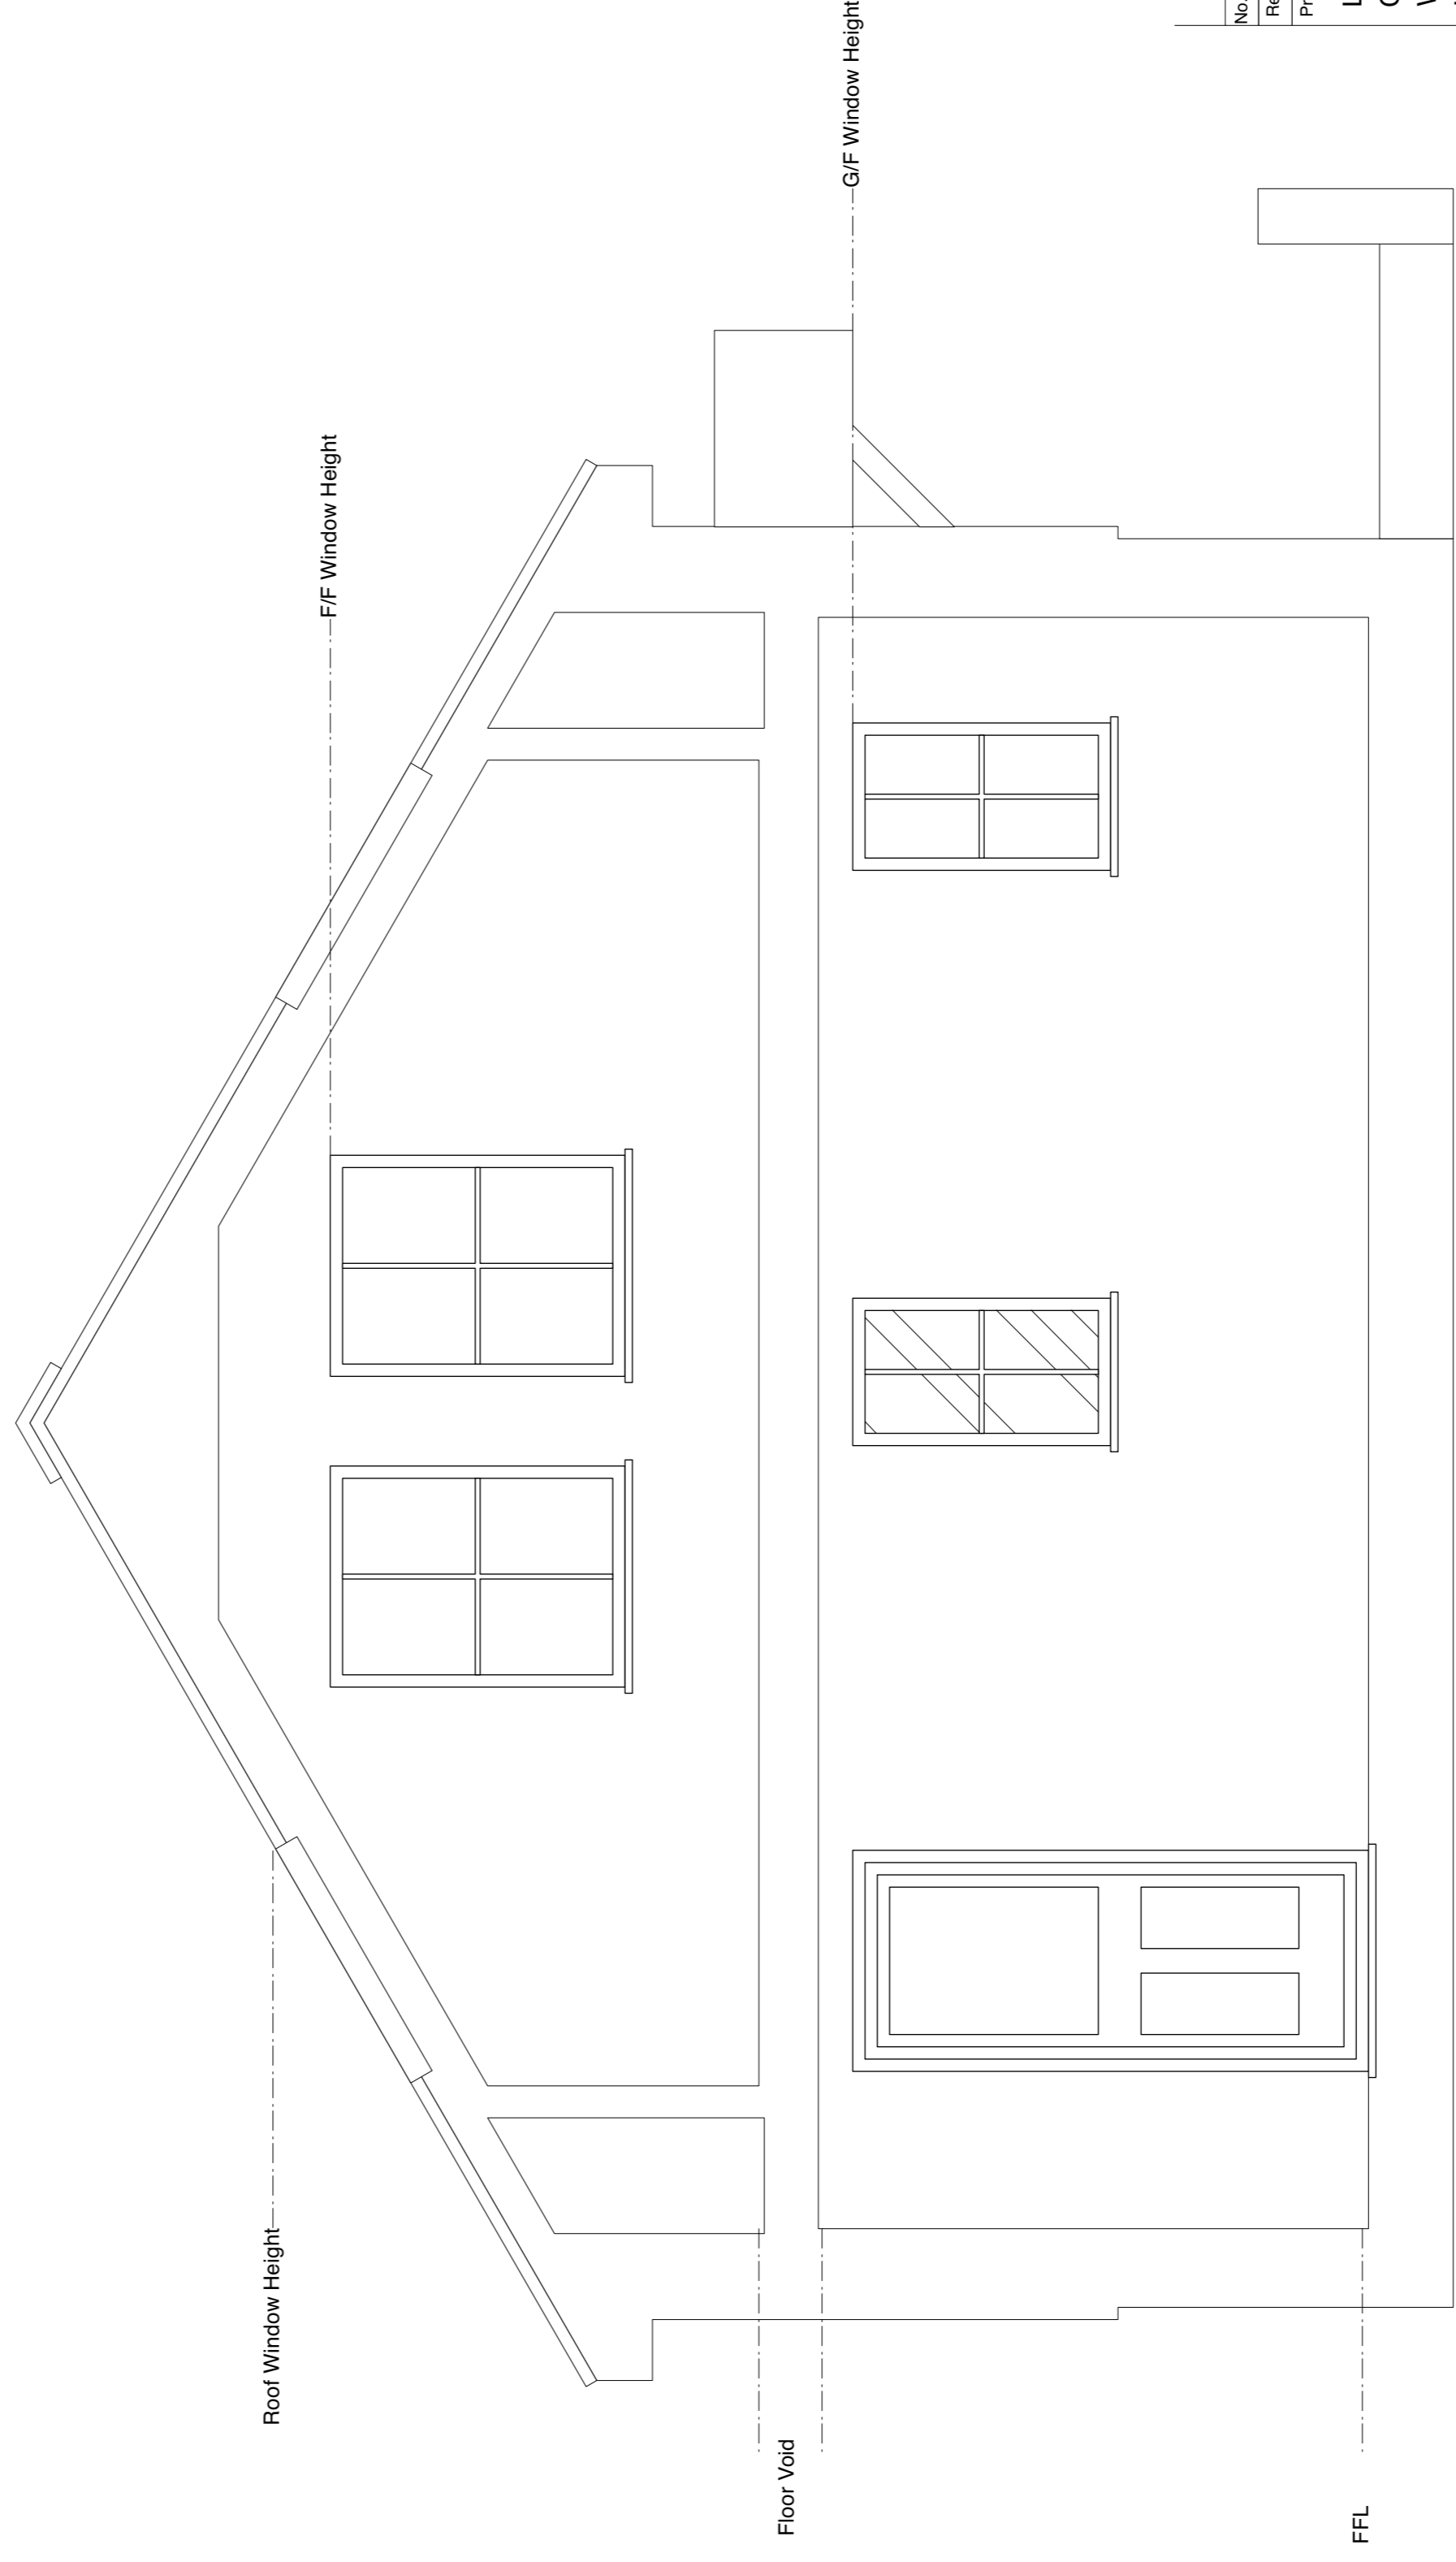 Roof Window Height
F/F Window Height
G/F Window Height
Floor Void
FFL
No.